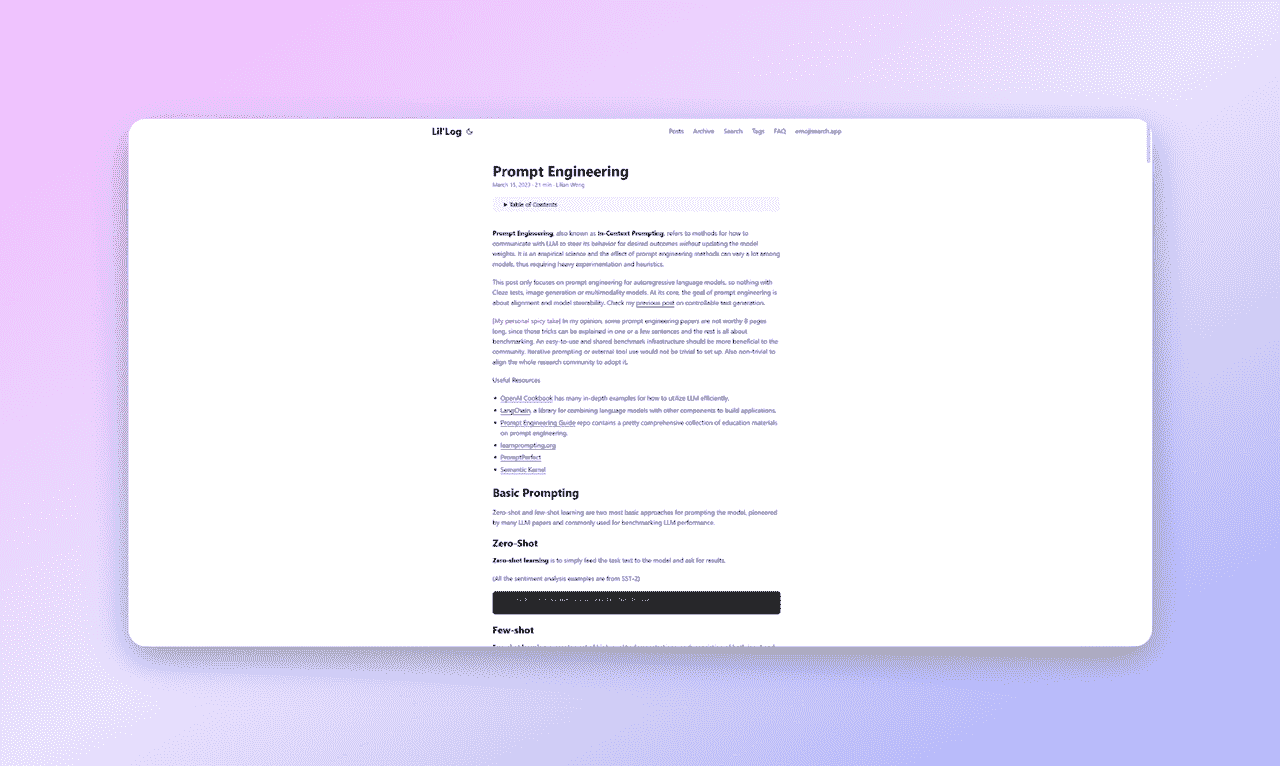 Lil'Log
Posts Archive Search Tags FAQ emojisearch.app
Prompt Engineering
March 15, 2023 · 21 min · Lilian Weng
Table of Contents
Prompt Engineering, also known as In-Context Prompting, refers to methods for how to
communicate with LLM to steer its behavior for desired outcomes without updating the model
weights. It is an empirical science and the effect of prompt engineering methods can vary a lot among
models, thus requiring heavy experimentation and heuristics.
This post only focuses on prompt engineering for autoregressive language models, so nothing with
Cloze tests, image generation or multimodality models. At its core, the goal of prompt engineering is
about alignment and model steerability. Check my previous post on controllable text generation.
[My personal spicy take] In my opinion, some prompt engineering papers are not worthy 8 pages
long, since those tricks can be explained in one or a few sentences and the rest is all about
benchmarking. An easy-to-use and shared benchmark infrastructure should be more beneficial to the
community. Iterative prompting or external tool use would not be trivial to set up. Also non-trivial to
align the whole research community to adopt it.
Useful Resources
• OpenAI Cookbook has many in-depth examples for how to utilize LLM efficiently.
• LangChain, a library for combining language models with other components to build applications.
• Prompt Engineering Guide repo contains a pretty comprehensive collection of education materials
on prompt engineering.
• learnprompting.org
• PromptPerfect
• Semantic Kernel
Basic Prompting
Zero-shot and few-shot learning are two most basic approaches for prompting the model, pioneered
by many LLM papers and commonly used for benchmarking LLM performance.
Zero-Shot
Zero-shot learning is to simply feed the task text to the model and ask for results.
(All the sentiment analysis examples are from SST-2)
Few-shot